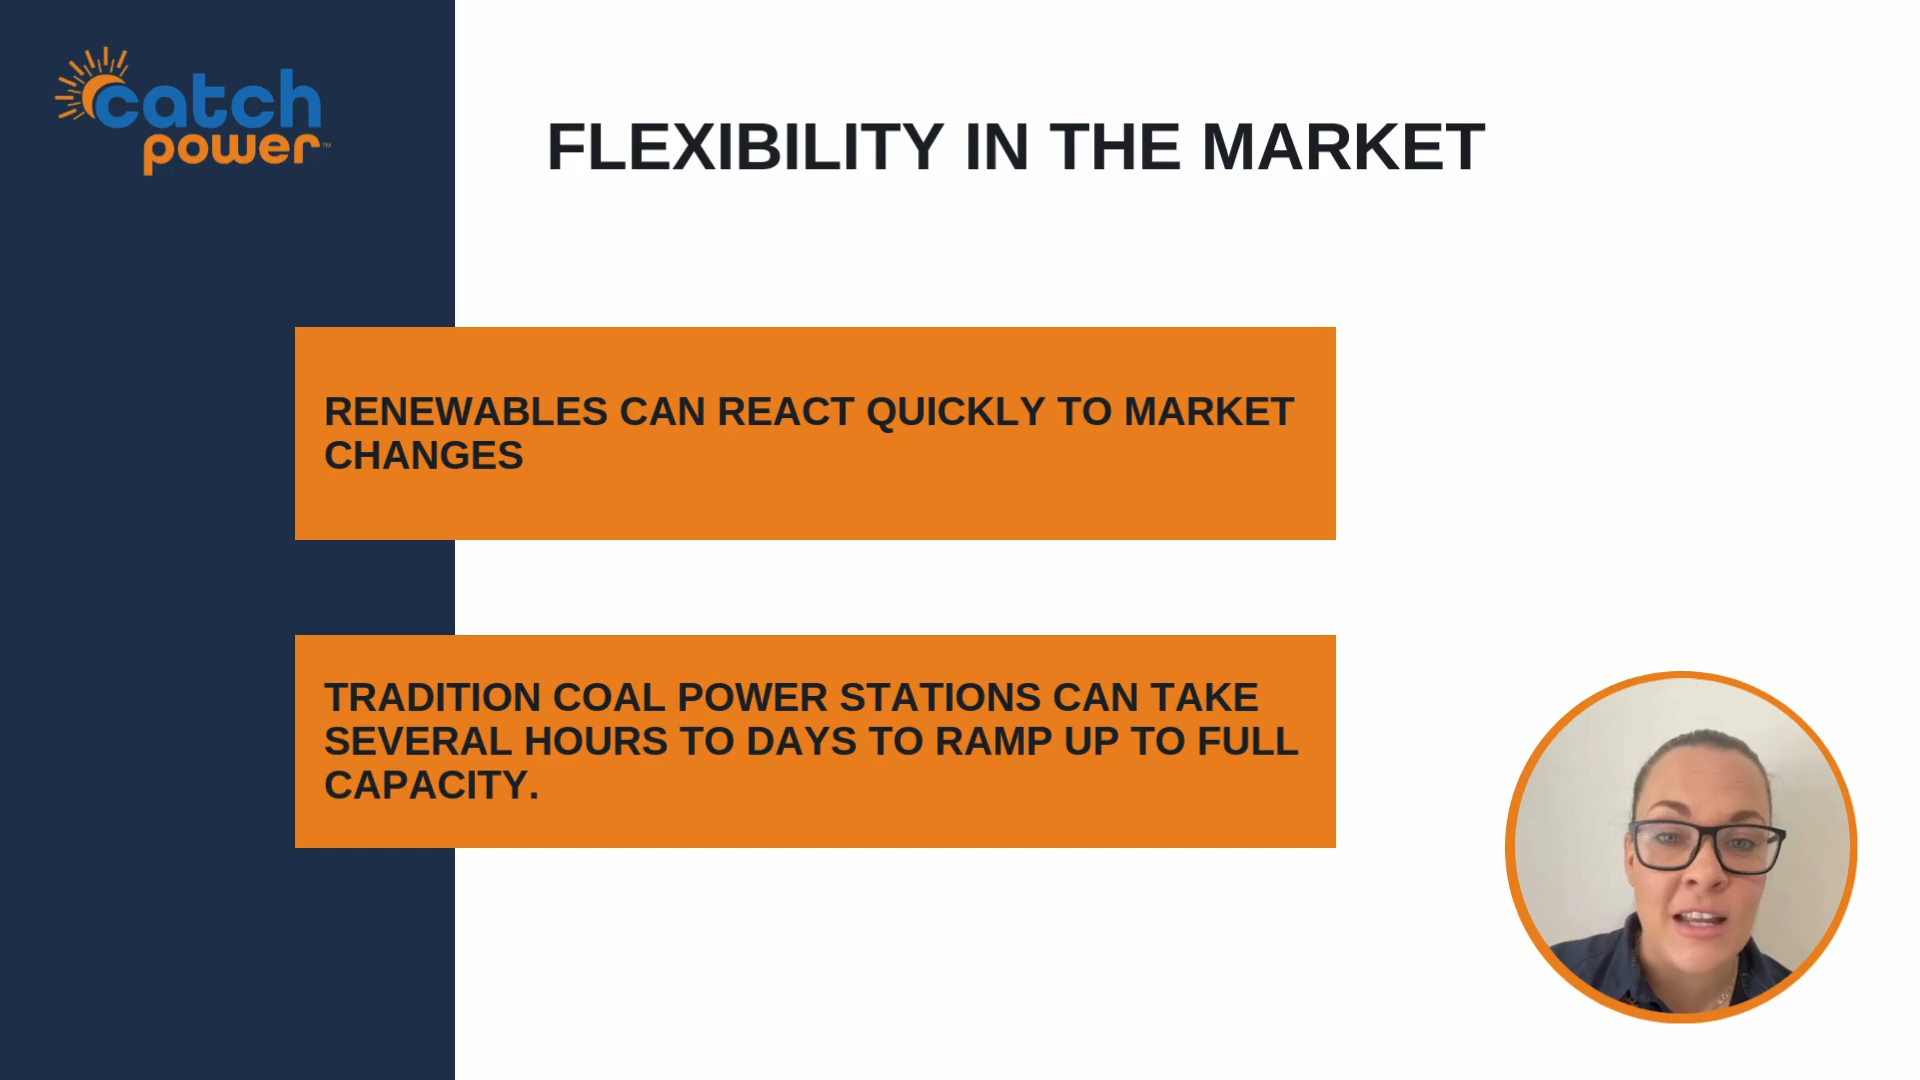 catch
power™
FLEXIBILITY IN THE MARKET
RENEWABLES CAN REACT QUICKLY TO MARKET
CHANGES
TRADITION COAL POWER STATIONS CAN TAKE
SEVERAL HOURS TO DAYS TO RAMP UP TO FULL
CAPACITY.